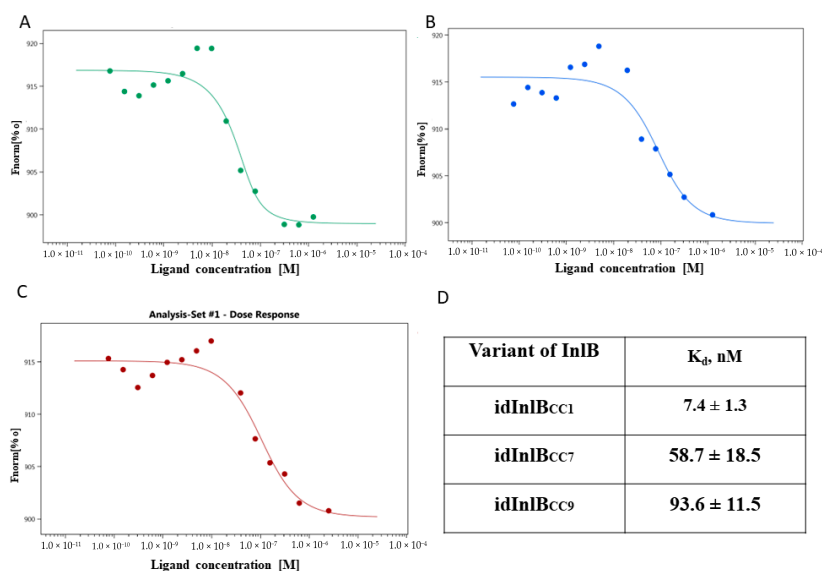 A
Fnorm[%o]
920
915
910
905
900
1.0 × 10⁻¹¹ 1.0 × 10⁻¹⁰ 1.0 × 10⁻⁹ 1.0 × 10⁻⁸ 1.0 × 10⁻⁷ 1.0 × 10⁻⁶ 1.0 × 10⁻⁵ 1.0 × 10⁻⁴
Ligand concentration [M]
B
Fnorm[%o]
920
915
910
905
900
1.0 × 10⁻¹¹ 1.0 × 10⁻¹⁰ 1.0 × 10⁻⁹ 1.0 × 10⁻⁸ 1.0 × 10⁻⁷ 1.0 × 10⁻⁶ 1.0 × 10⁻⁵ 1.0 × 10⁻⁴
Ligand concentration [M]
C
Analysis-Set #1 - Dose Response
Fnorm[%o]
915
910
905
900
1.0 × 10⁻¹¹ 1.0 × 10⁻¹⁰ 1.0 × 10⁻⁹ 1.0 × 10⁻⁸ 1.0 × 10⁻⁷ 1.0 × 10⁻⁶ 1.0 × 10⁻⁵ 1.0 × 10⁻⁴
Ligand concentration [M]
D
Variant of InlB Kd, nM
idInlBCC1 7.4 ± 1.3
idInlBCC7 58.7 ± 18.5
idInlBCC9 93.6 ± 11.5